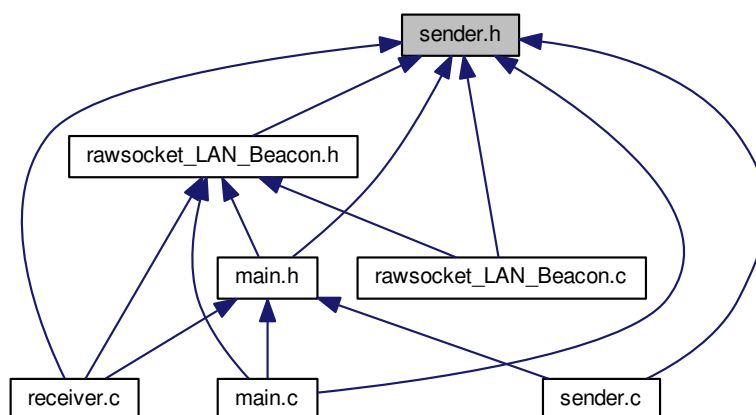 sender.h
rawsocket_LAN_Beacon.h
main.h
rawsocket_LAN_Beacon.c
receiver.c
main.c
sender.c